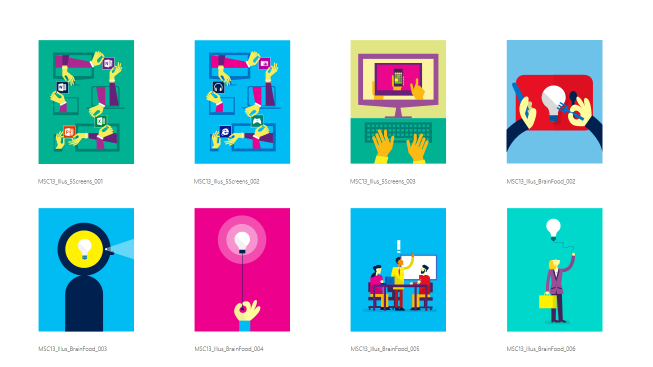 MSC13_Illus_5Screens_001
MSC13_Illus_5Screens_002
MSC13_Illus_5Screens_003
MSC13_Illus_BrainFood_002
MSC13_Illus_BrainFood_003
MSC13_Illus_BrainFood_004
MSC13_Illus_BrainFood_005
MSC13_Illus_BrainFood_006